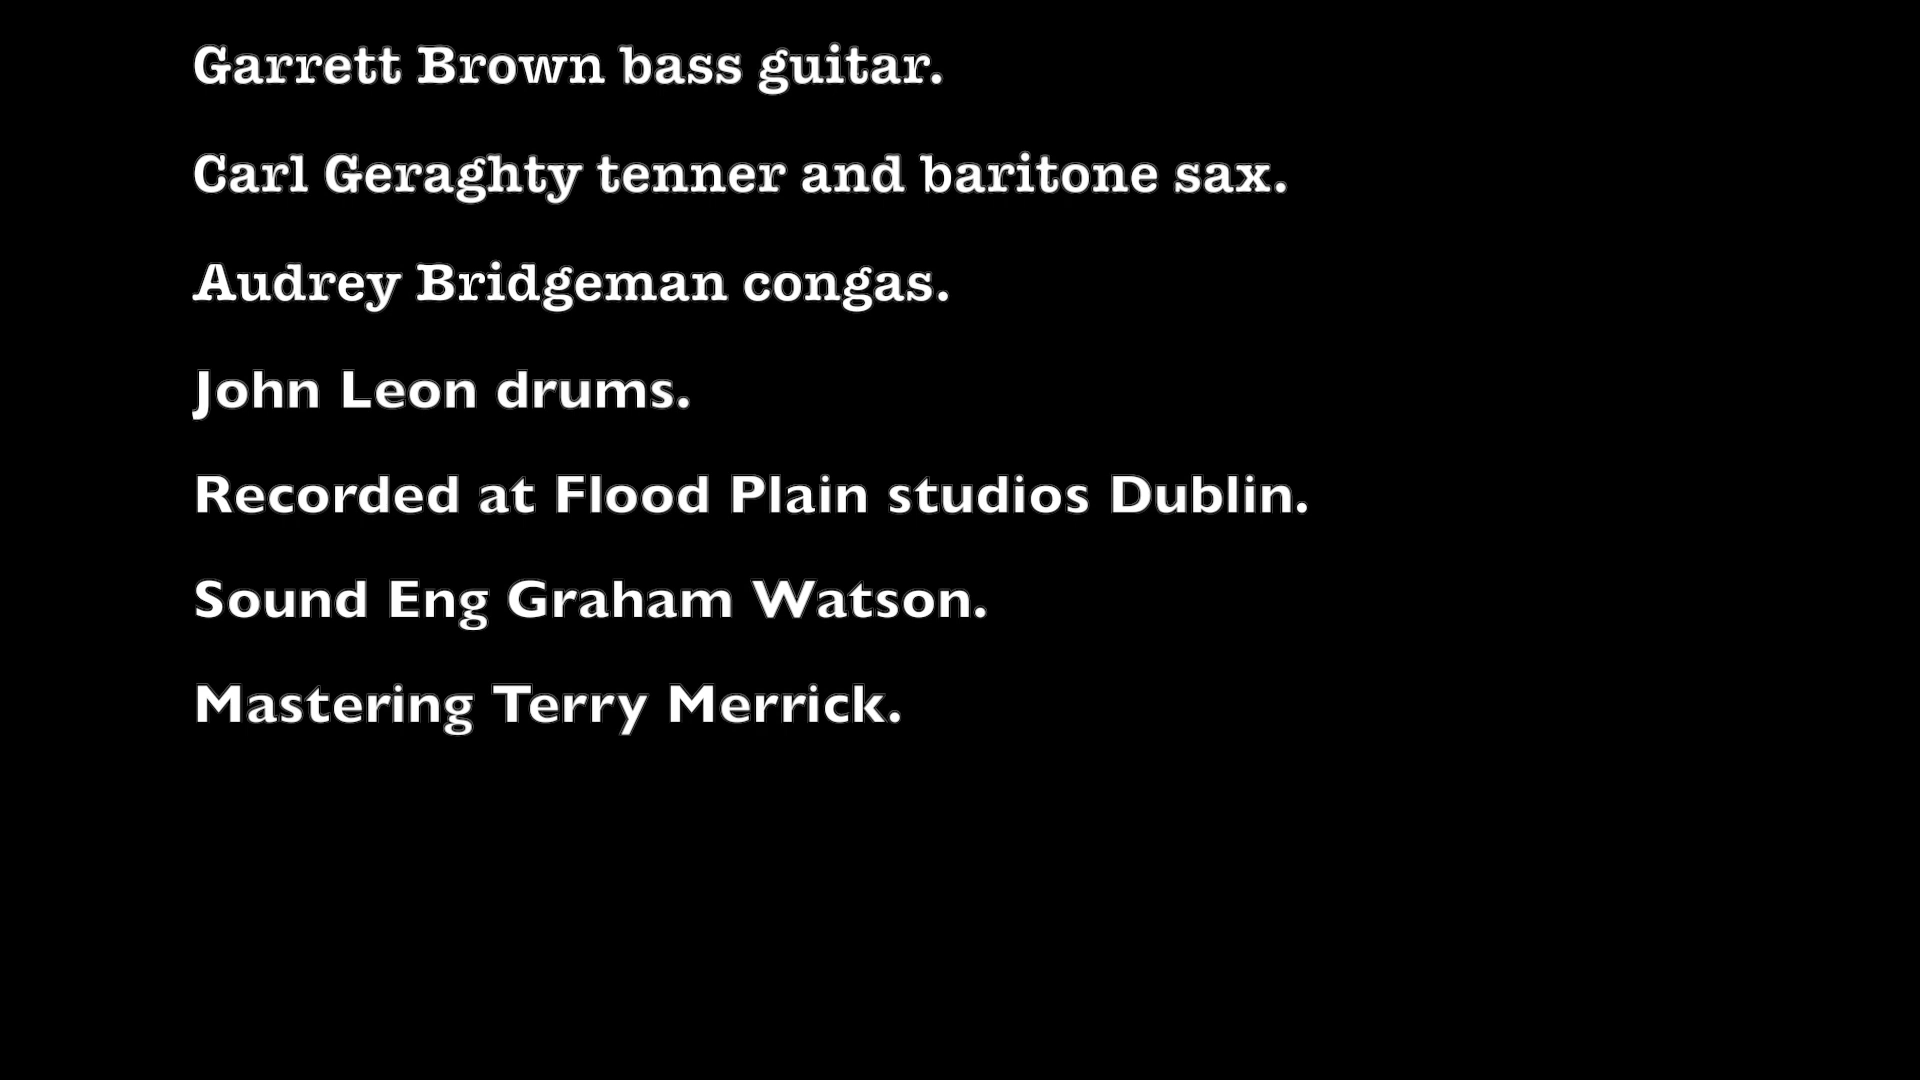 Garrett Brown bass guitar.
Carl Geraghty tenner and baritone sax.
Audrey Bridgeman congas.
John Leon drums.
Recorded at Flood Plain studios Dublin.
Sound Eng Graham Watson.
Mastering Terry Merrick.